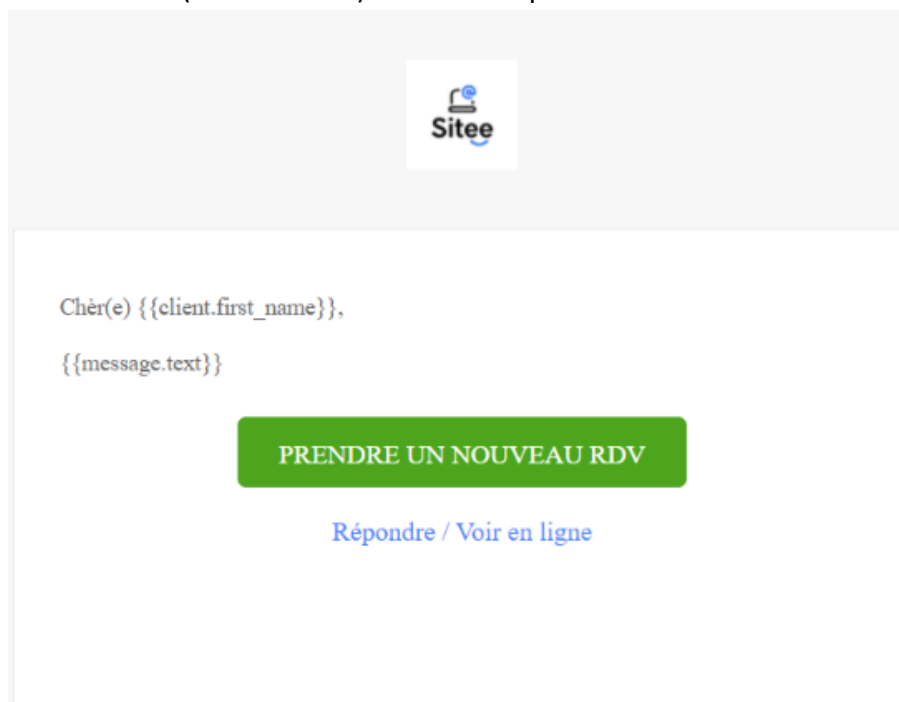 Sitee
Chèr(e) {{client.first_name}},
{{message.text}}
PRENDRE UN NOUVEAU RDV
Répondre / Voir en ligne